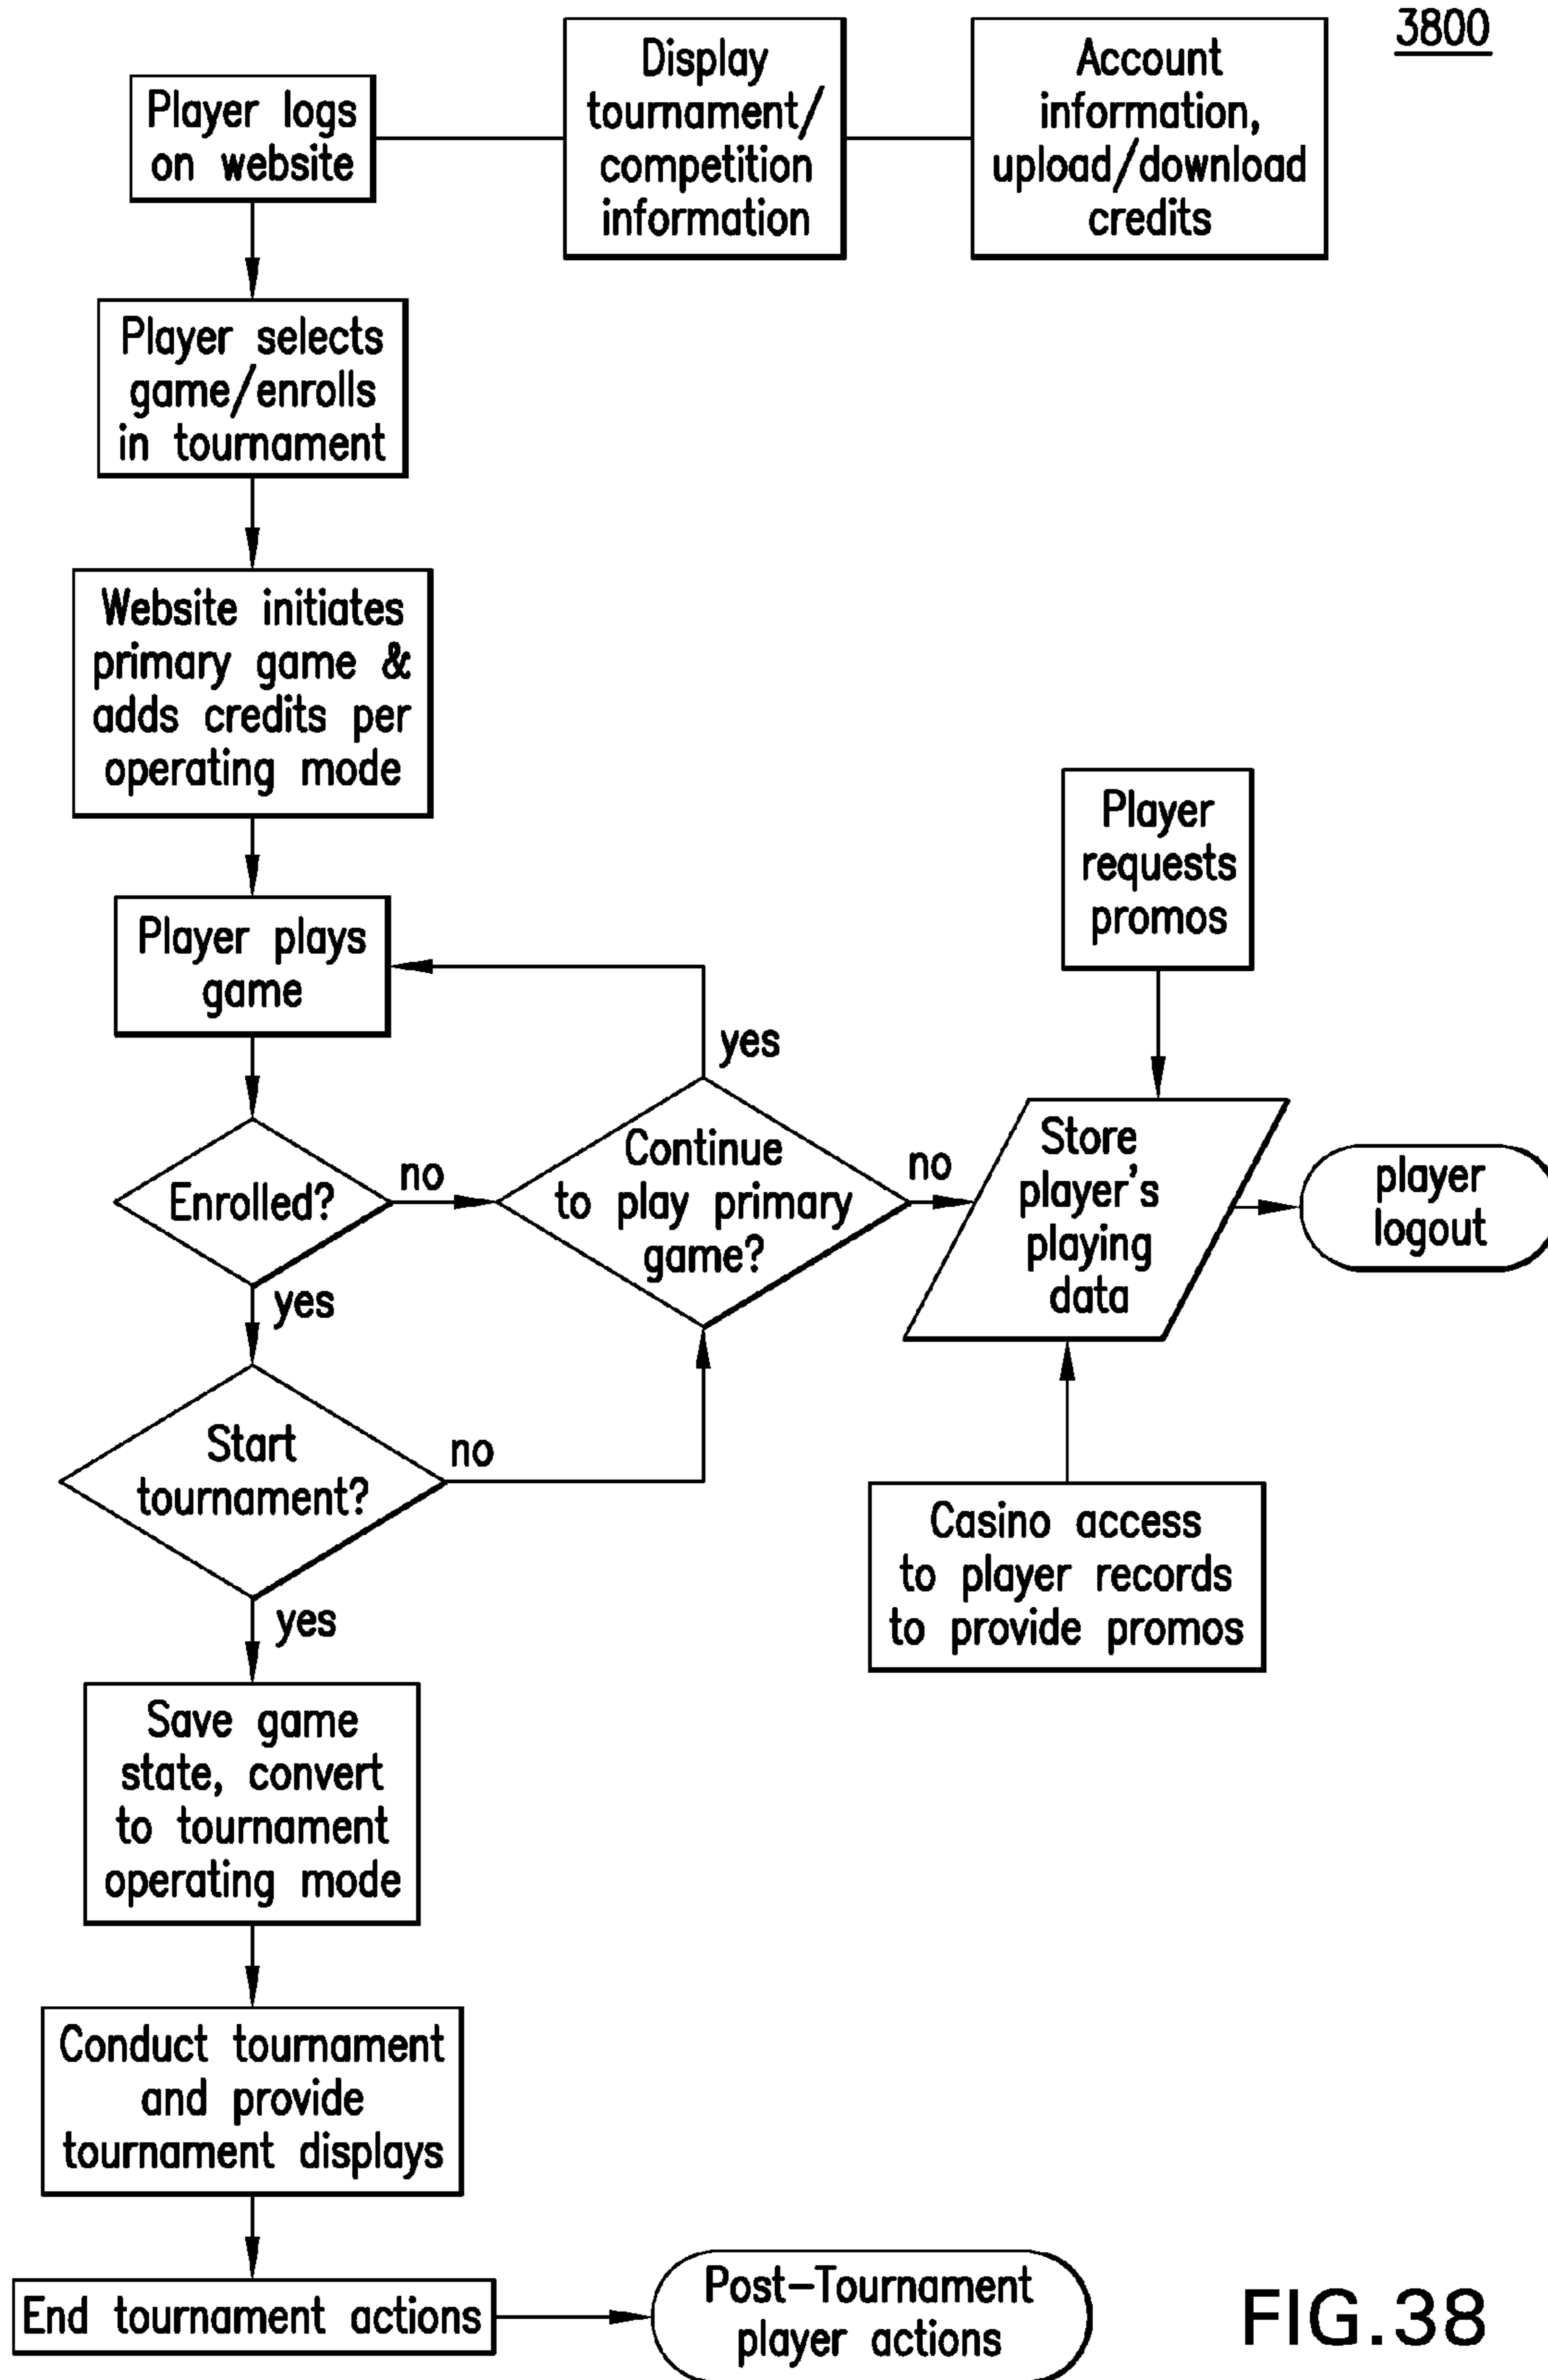 3800
Player logs
on website
Display
tournament/
competition
information
Account
information,
upload/download
credits
Player selects
game/enrolls
in tournament
Website initiates
primary game &
adds credits per
operating mode
Player plays
game
Player
requests
promos
yes
Enrolled?
no
Continue
to play primary
game?
no
Store
player's
playing
data
player
logout
yes
Start
tournament?
no
Casino access
to player records
to provide promos
yes
Save game
state, convert
to tournament
operating mode
Conduct tournament
and provide
tournament displays
End tournament actions
Post-Tournament
player actions
FIG.38